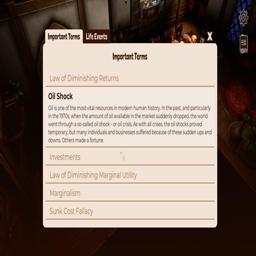 Important Terms
Life Events
X
Important Terms
Law of Diminishing Returns
Oil Shock
Oil is one of the most vital resources in modern human history. In the past, and particularly
in the 1970s, when the amount of oil available in the market suddenly dropped, the world
went through a so-called oil shock - or oil crisis. As with all crises, the oil shocks proved
temporary, but many individuals and businesses suffered because of these sudden ups and
downs. Others made a fortune.
Investments
Law of Diminishing Marginal Utility
Marginalism
Sunk Cost Fallacy